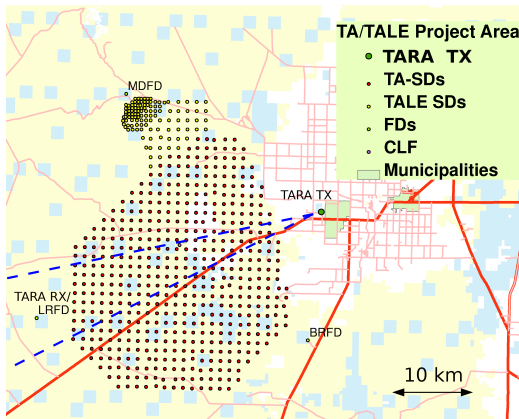 TA/TALE Project Area
TARA TX
TA-SDs
TALE SDs
FDs
CLF
Municipalities
MDFD
TARA TX
TARA RX/
LRFD
BRFD
10 km